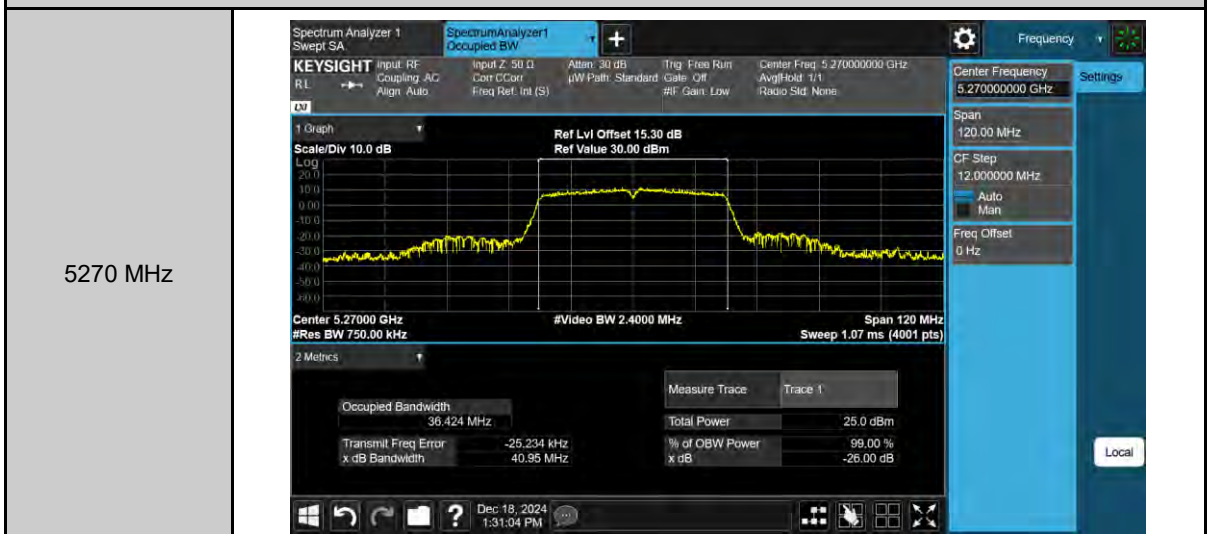 5270 MHz
Spectrum Analyzer 1
Swept SA
SpectrumAnalyzer1
Occupied BW
KEYSIGHT
RL
LXI
Input: RF
Coupling: AC
Align: Auto
Input Z: 50 Ω
Corr CCorr
Freq Ref: Int (S)
Atten: 30 dB
µW Path: Standard
Trig: Free Run
Gate: Off
#IF Gain: Low
Center Freq: 5.270000000 GHz
Avg|Hold: 1/1
Radio Std: None
1 Graph
Scale/Div 10.0 dB
Ref Lvl Offset 15.30 dB
Ref Value 30.00 dBm
Log
20.0
10.0
0.00
-10.0
-20.0
-30.0
-40.0
-50.0
-60.0
Center 5.27000 GHz
#Res BW 750.00 kHz
#Video BW 2.4000 MHz
Span 120 MHz
Sweep 1.07 ms (4001 pts)
2 Metrics
Occupied Bandwidth
36.424 MHz
Transmit Freq Error -25.234 kHz
x dB Bandwidth 40.95 MHz
Measure Trace Trace 1
Total Power 25.0 dBm
% of OBW Power 99.00 %
x dB -26.00 dB
Dec 18, 2024
1:31:04 PM
Frequency
Settings
Center Frequency
5.270000000 GHz
Span
120.00 MHz
CF Step
12.000000 MHz
Auto
Man
Freq Offset
0 Hz
Local